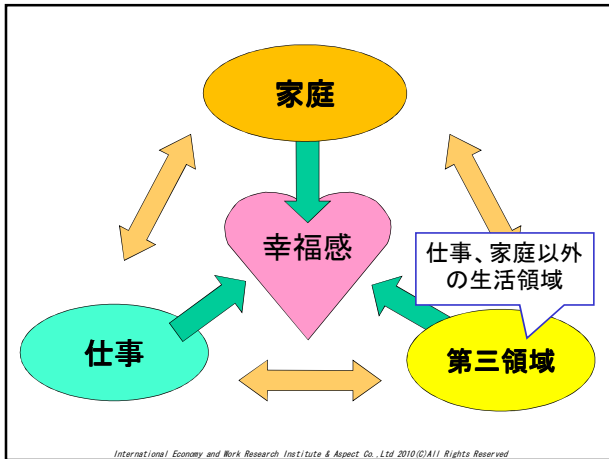 家庭
幸福感
仕事、家庭以外
の生活領域
仕事
第三領域
International Economy and Work Research Institute & Aspect Co.,Ltd 2010(C)All Rights Reserved